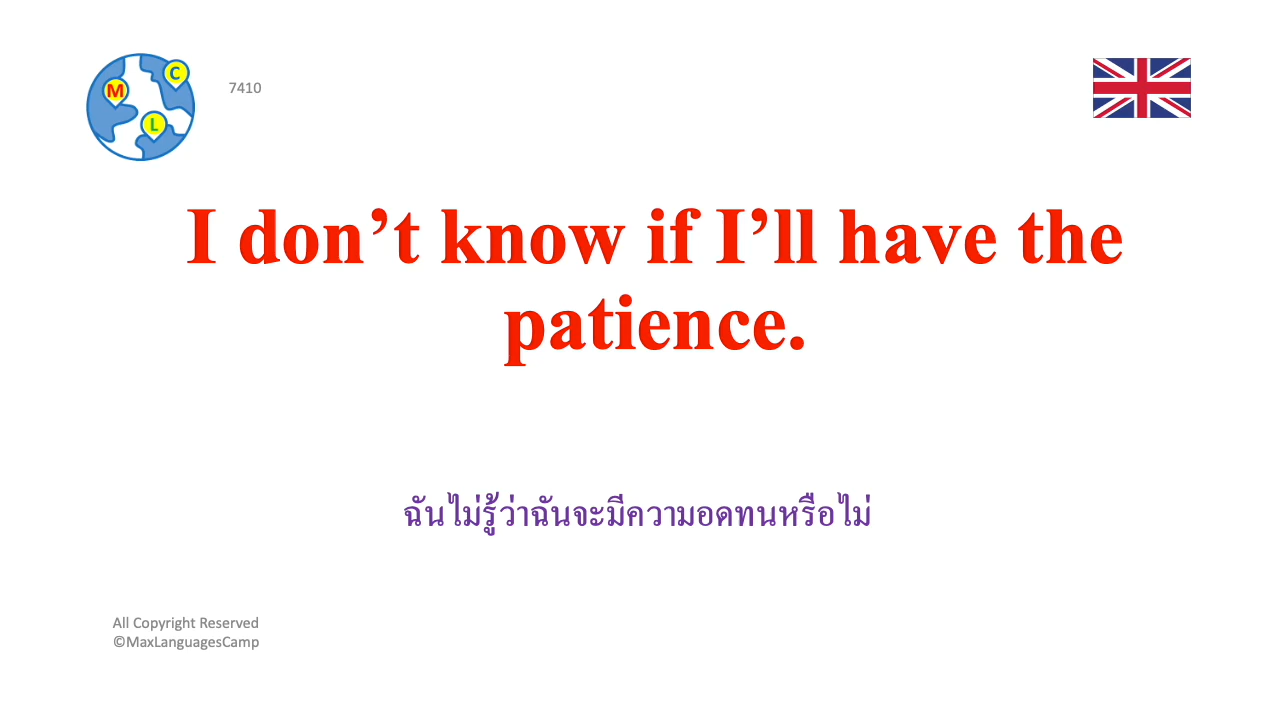 M
C
L
7410
I don’t know if I’ll have the
patience.
ฉันไม่รู้ว่าฉันจะมีความอดทนหรือไม่
All Copyright Reserved
©MaxLanguagesCamp